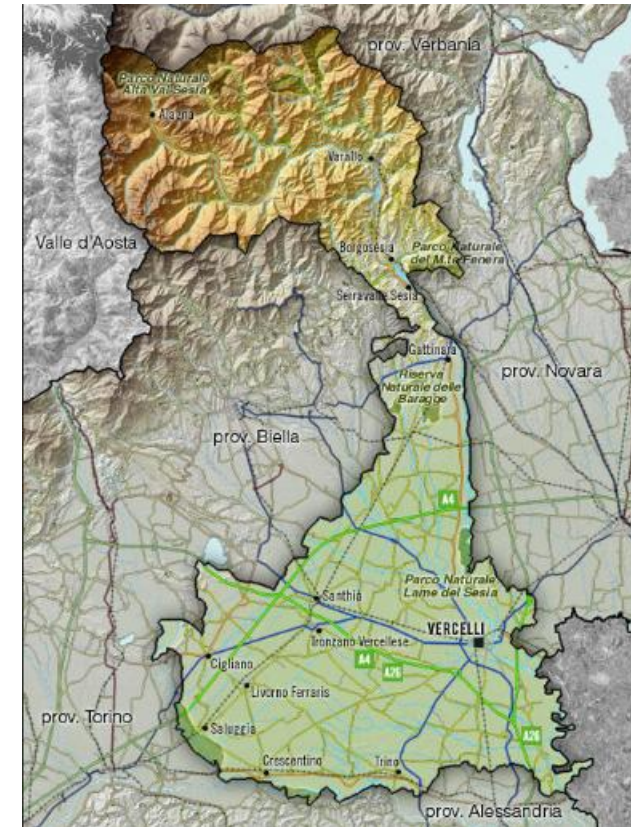 prov. Verbania
Parco Naturale
Alta Val Sesia
Alagna
Varallo
Valle d'Aosta
Borgosesia
Parco Naturale
del M.te Fenera
Serravalle Sesia
Gattinara
prov. Novara
Riserva
Naturale delle
Baragge
prov. Biella
A4
Parco Naturale
Lame del Sesia
Santhià
VERCELLI
Tronzano Vercellese
A4
A26
Cigliano
Livorno Ferraris
prov. Torino
Saluggia
A26
Crescentino
Trino
prov. Alessandria